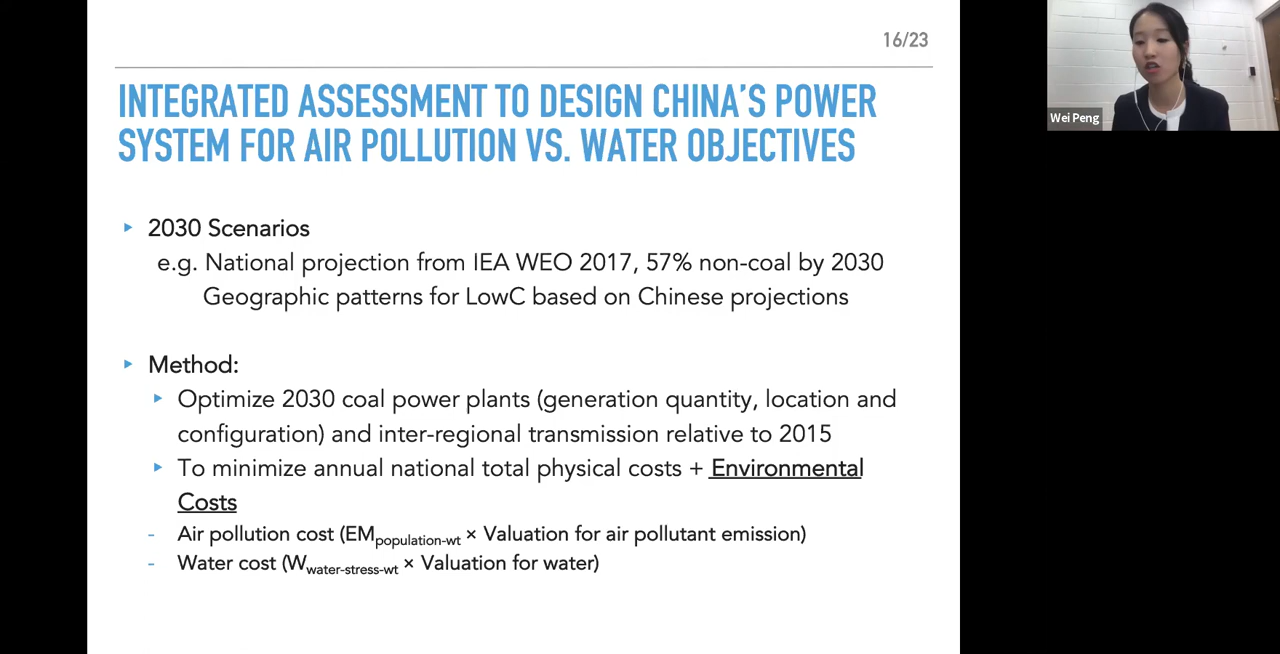 16/23
INTEGRATED ASSESSMENT TO DESIGN CHINA'S POWER
SYSTEM FOR AIR POLLUTION VS. WATER OBJECTIVES
Wei Peng
‣ 2030 Scenarios
e.g. National projection from IEA WEO 2017, 57% non-coal by 2030
Geographic patterns for LowC based on Chinese projections
‣ Method:
‣ Optimize 2030 coal power plants (generation quantity, location and
configuration) and inter-regional transmission relative to 2015
‣ To minimize annual national total physical costs + Environmental
Costs
- Air pollution cost (EMpopulation-wt × Valuation for air pollutant emission)
- Water cost (Wwater-stress-wt × Valuation for water)